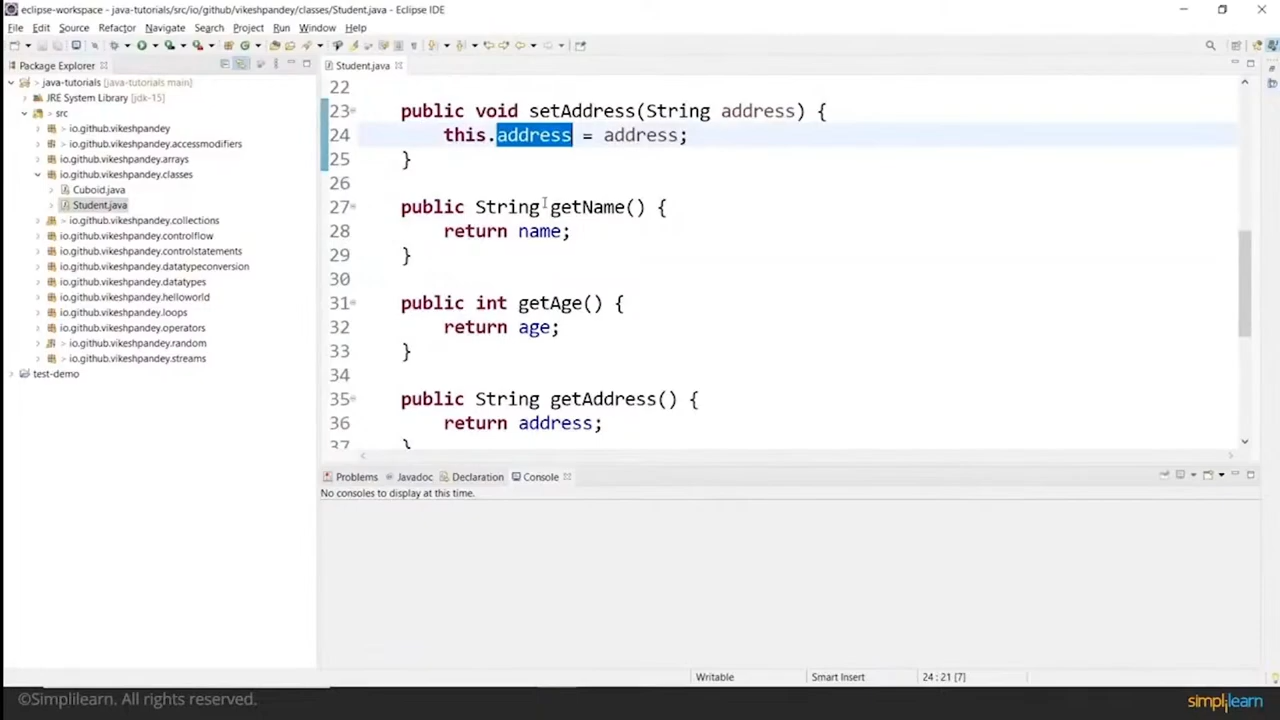 eclipse-workspace - java-tutorials/src/io/github/vikeshpandey/classes/Student.java - Eclipse IDE
File Edit Source Refactor Navigate Search Project Run Window Help
Package Explorer
Student.java
> java-tutorials [java-tutorials main]
JRE System Library [jdk-15]
> src
> io.github.vikeshpandey
> io.github.vikeshpandey.accessmodifiers
io.github.vikeshpandey.arrays
io.github.vikeshpandey.classes
Cuboid.java
Student.java
> io.github.vikeshpandey.collections
io.github.vikeshpandey.controlflow
io.github.vikeshpandey.controlstatements
io.github.vikeshpandey.datatypeconversion
io.github.vikeshpandey.datatypes
io.github.vikeshpandey.helloworld
io.github.vikeshpandey.loops
io.github.vikeshpandey.operators
> io.github.vikeshpandey.random
> io.github.vikeshpandey.streams
test-demo
22
23 public void setAddress(String address) {
24 this.address = address;
25 }
26
27 public String getName() {
28 return name;
29 }
30
31 public int getAge() {
32 return age;
33 }
34
35 public String getAddress() {
36 return address;
37 }
Problems Javadoc Declaration Console
No consoles to display at this time.
Writable Smart Insert 24 : 21 [7]
©Simplilearn. All rights reserved.
simplilearn